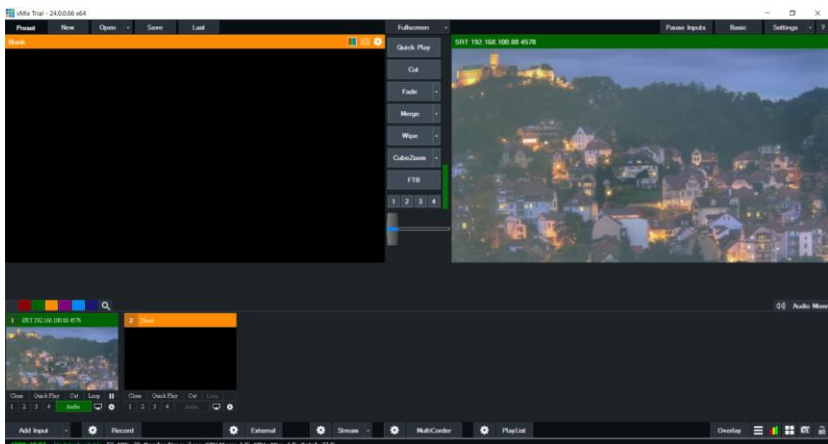 vMix Trial - 24.0.0.66 x64
Preset New Open Save Last Fullscreen Pause Inputs Basic Settings ?
Blank
SRT 192.168.100.88 4578
Quick Play
Cut
Fade
Merge
Wipe
CubeZoom
FTB
1 2 3 4
Audio Mixer
1 SRT 192.168.100.88 4578
2 Blank
Close Quick Play Cut Loop
Close Quick Play Cut Loop
1 2 3 4 Audio
1 2 3 4 Audio
Add Input Record External Stream MultiCorder PlayList Overlay